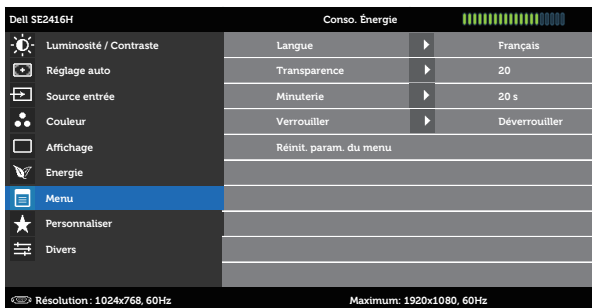 Dell SE2416H Conso. Énergie
Luminosité / Contraste Langue Français
Réglage auto Transparence 20
Source entrée Minuterie 20 s
Couleur Verrouiller Déverrouiller
Affichage Réinit. param. du menu
Energie
Menu
Personnaliser
Divers
Résolution : 1024x768, 60Hz Maximum: 1920x1080, 60Hz